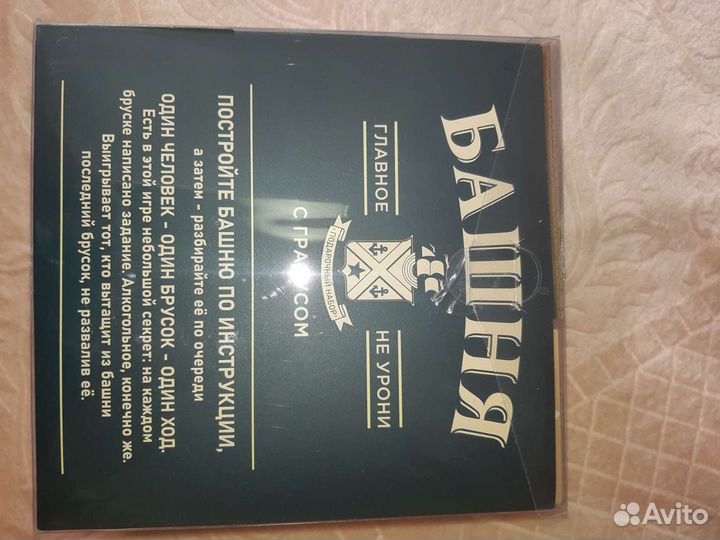 БАШНЯ
ГЛАВНОЕ
НЕ УРОНИ
ПОДАРОЧНЫЙ НАБОР
С ГРАДУСОМ
ПОСТРОЙТЕ БАШНЮ ПО ИНСТРУКЦИИ,
а затем - разбирайте её по очереди
ОДИН ЧЕЛОВЕК - ОДИН БРУСОК - ОДИН ХОД.
Есть в этой игре небольшой секрет: на каждом
бруске написано задание. Алкогольное, конечно же.
Выигрывает тот, кто вытащит из башни
последний брусок, не развалив её.
Avito